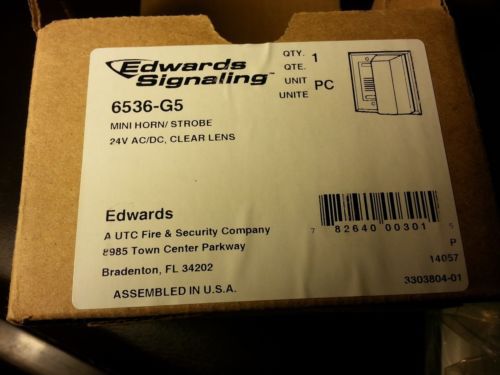 Edwards
Signaling™
QTY. 1
QTE.
UNIT PC
UNITE
6536-G5
MINI HORN/ STROBE
24V AC/DC, CLEAR LENS
Edwards
A UTC Fire & Security Company
8985 Town Center Parkway
Bradenton, FL 34202
ASSEMBLED IN U.S.A.
7 82640 00301 5
P
14057
3303804-01